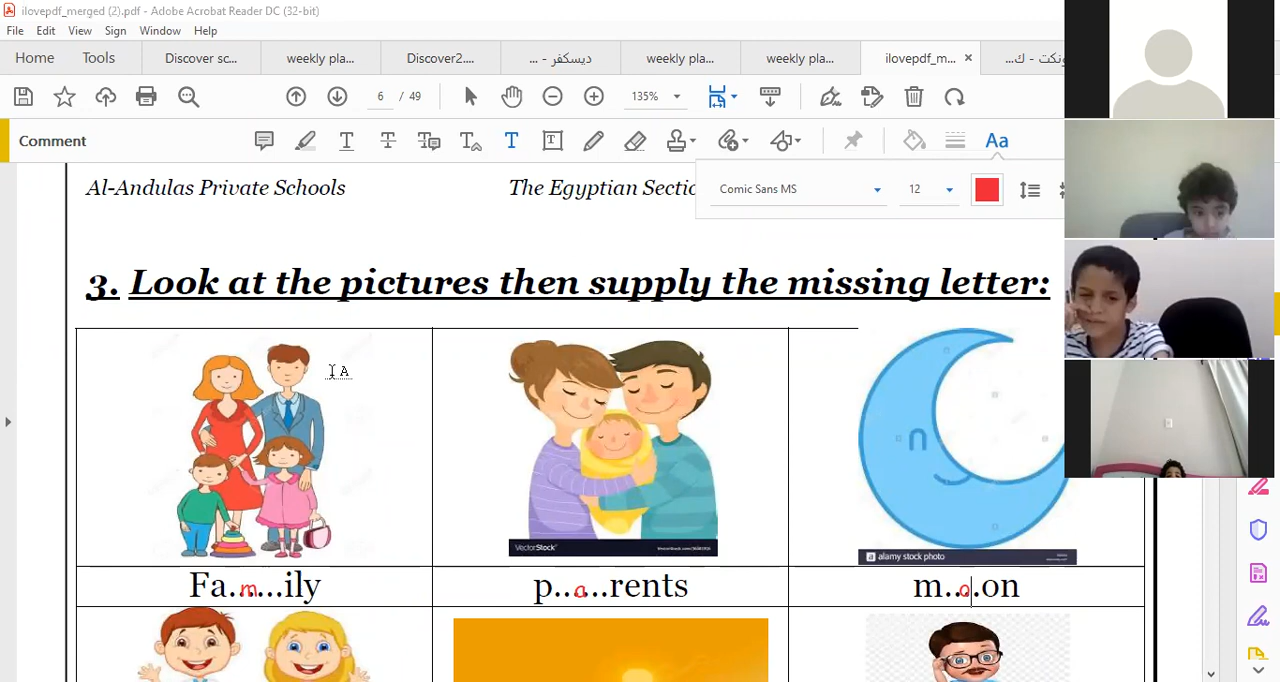 ilovepdf_merged (2).pdf - Adobe Acrobat Reader DC (32-bit)
File Edit View Sign Window Help
Home Tools Discover sc... weekly pla... Discover2.... ديسكفر - ... weekly pla... weekly pla... ilovepdf_m... ×
6 / 49 135%
Comment
Aa
Al-Andulas Private Schools The Egyptian Sectio
Comic Sans MS 12
3. Look at the pictures then supply the missing letter:
A
VectorStock
alamy stock photo
Fa..m...ily p...a...rents m...o..on